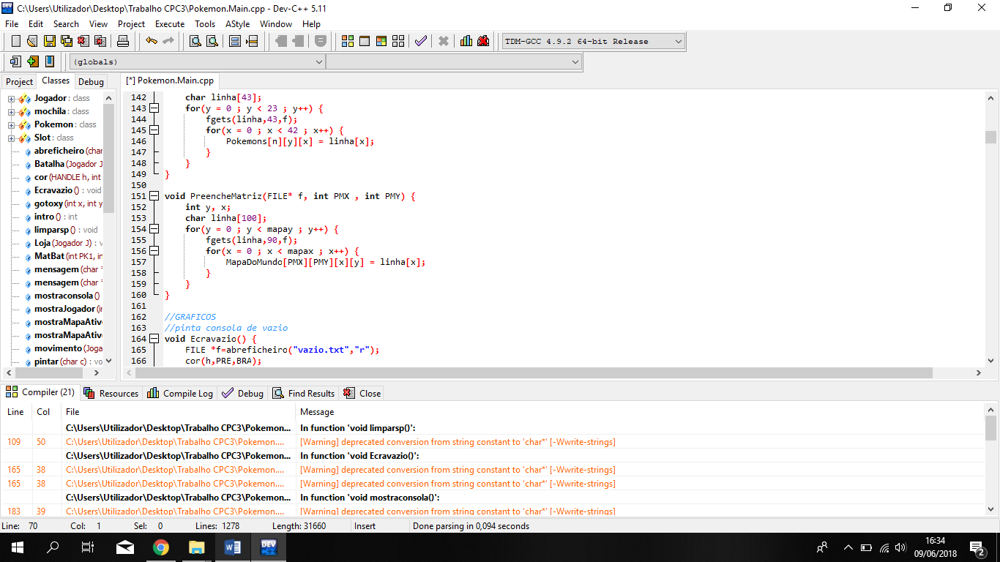 C:\Users\Utilizador\Desktop\Trabalho CPC3\Pokemon.Main.cpp - Dev-C++ 5.11
File Edit Search View Project Execute Tools AStyle Window Help
TDM-GCC 4.9.2 64-bit Release
(globals)
Project Classes Debug
[*] Pokemon.Main.cpp
Jogador : class
mochila : class
Pokemon : class
Slot : class
abreficheiro (char
Batalha (Jogador J
cor (HANDLE h, int
Ecravazio () : void
gotoxy (int x, int y
intro () : int
limparsp () : void
Loja (Jogador J) : v
MatBat (int PK1, in
mensagem (char *
mensagem (char *
mostraconsola ()
mostraJogador (in
mostraMapaAtiv
mostraMapaAtiv
movimento (Joga
pintar (char c) : vo
142 char linha[43];
143 for(y = 0 ; y < 23 ; y++) {
144 fgets(linha,43,f);
145 for(x = 0 ; x < 42 ; x++) {
146 Pokemons[n][y][x] = linha[x];
147 }
148 }
149 }
150
151 void PreencheMatriz(FILE* f, int PMX , int PMY) {
152 int y, x;
153 char linha[100];
154 for(y = 0 ; y < mapay ; y++) {
155 fgets(linha,90,f);
156 for(x = 0 ; x < mapax ; x++) {
157 MapaDoMundo[PMX][PMY][x][y] = linha[x];
158 }
159 }
160 }
161
162 //GRAFICOS
163 //pinta consola de vazio
164 void Ecravazio() {
165 FILE *f=abreficheiro("vazio.txt","r");
166 cor(h,PRE,BRA);
Compiler (21) Resources Compile Log Debug Find Results Close
Line Col File Message
C:\Users\Utilizador\Desktop\Trabalho CPC3\Pokemon... In function 'void limparsp()':
109 50 C:\Users\Utilizador\Desktop\Trabalho CPC3\Pokemon.... [Warning] deprecated conversion from string constant to 'char*' [-Wwrite-strings]
C:\Users\Utilizador\Desktop\Trabalho CPC3\Pokemon... In function 'void Ecravazio()':
165 38 C:\Users\Utilizador\Desktop\Trabalho CPC3\Pokemon.... [Warning] deprecated conversion from string constant to 'char*' [-Wwrite-strings]
165 38 C:\Users\Utilizador\Desktop\Trabalho CPC3\Pokemon.... [Warning] deprecated conversion from string constant to 'char*' [-Wwrite-strings]
C:\Users\Utilizador\Desktop\Trabalho CPC3\Pokemon... In function 'void mostraconsola()':
183 39 C:\Users\Utilizador\Desktop\Trabalho CPC3\Pokemon.... [Warning] deprecated conversion from string constant to 'char*' [-Wwrite-strings]
Line: 70 Col: 1 Sel: 0 Lines: 1278 Length: 31660 Insert Done parsing in 0,094 seconds
DEV
16:34
09/06/2018
2